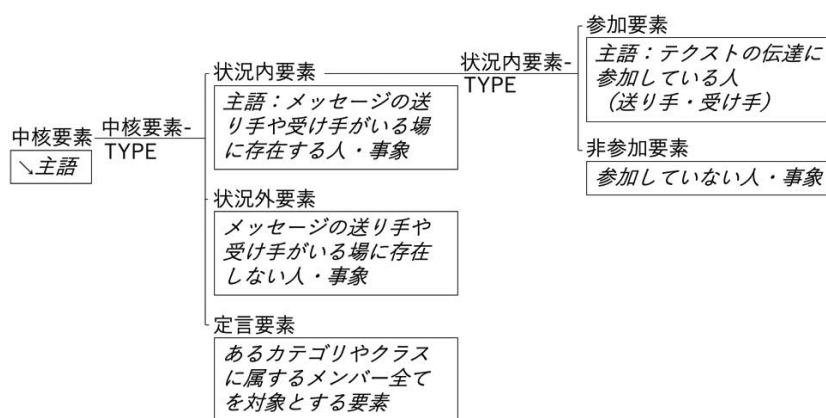 中核要素
↘主語
中核要素-
TYPE
状況内要素
主語：メッセージの送
り手や受け手がいる場
に存在する人・事象
状況外要素
メッセージの送り手や
受け手がいる場に存在
しない人・事象
定言要素
あるカテゴリやクラス
に属するメンバー全て
を対象とする要素
状況内要素-
TYPE
参加要素
主語：テクストの伝達に
参加している人
（送り手・受け手）
非参加要素
参加していない人・事象